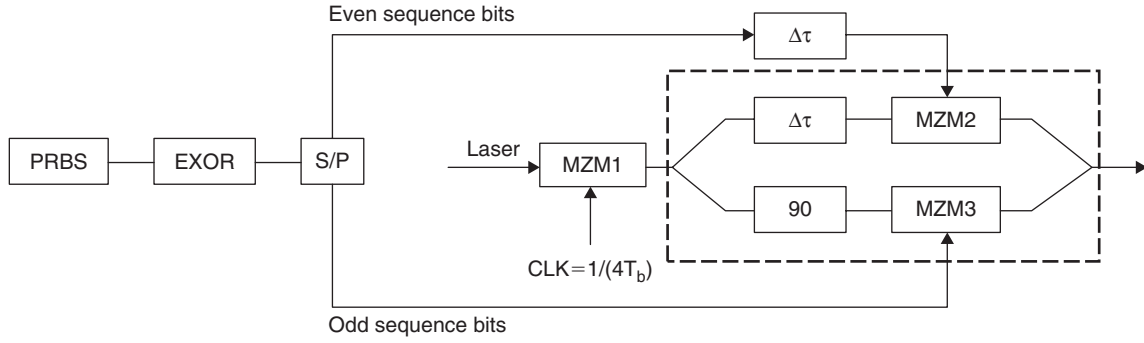 Even sequence bits
Δτ
PRBS
EXOR
S/P
Laser
MZM1
CLK=1/(4T_b)
Δτ
MZM2
90
MZM3
Odd sequence bits